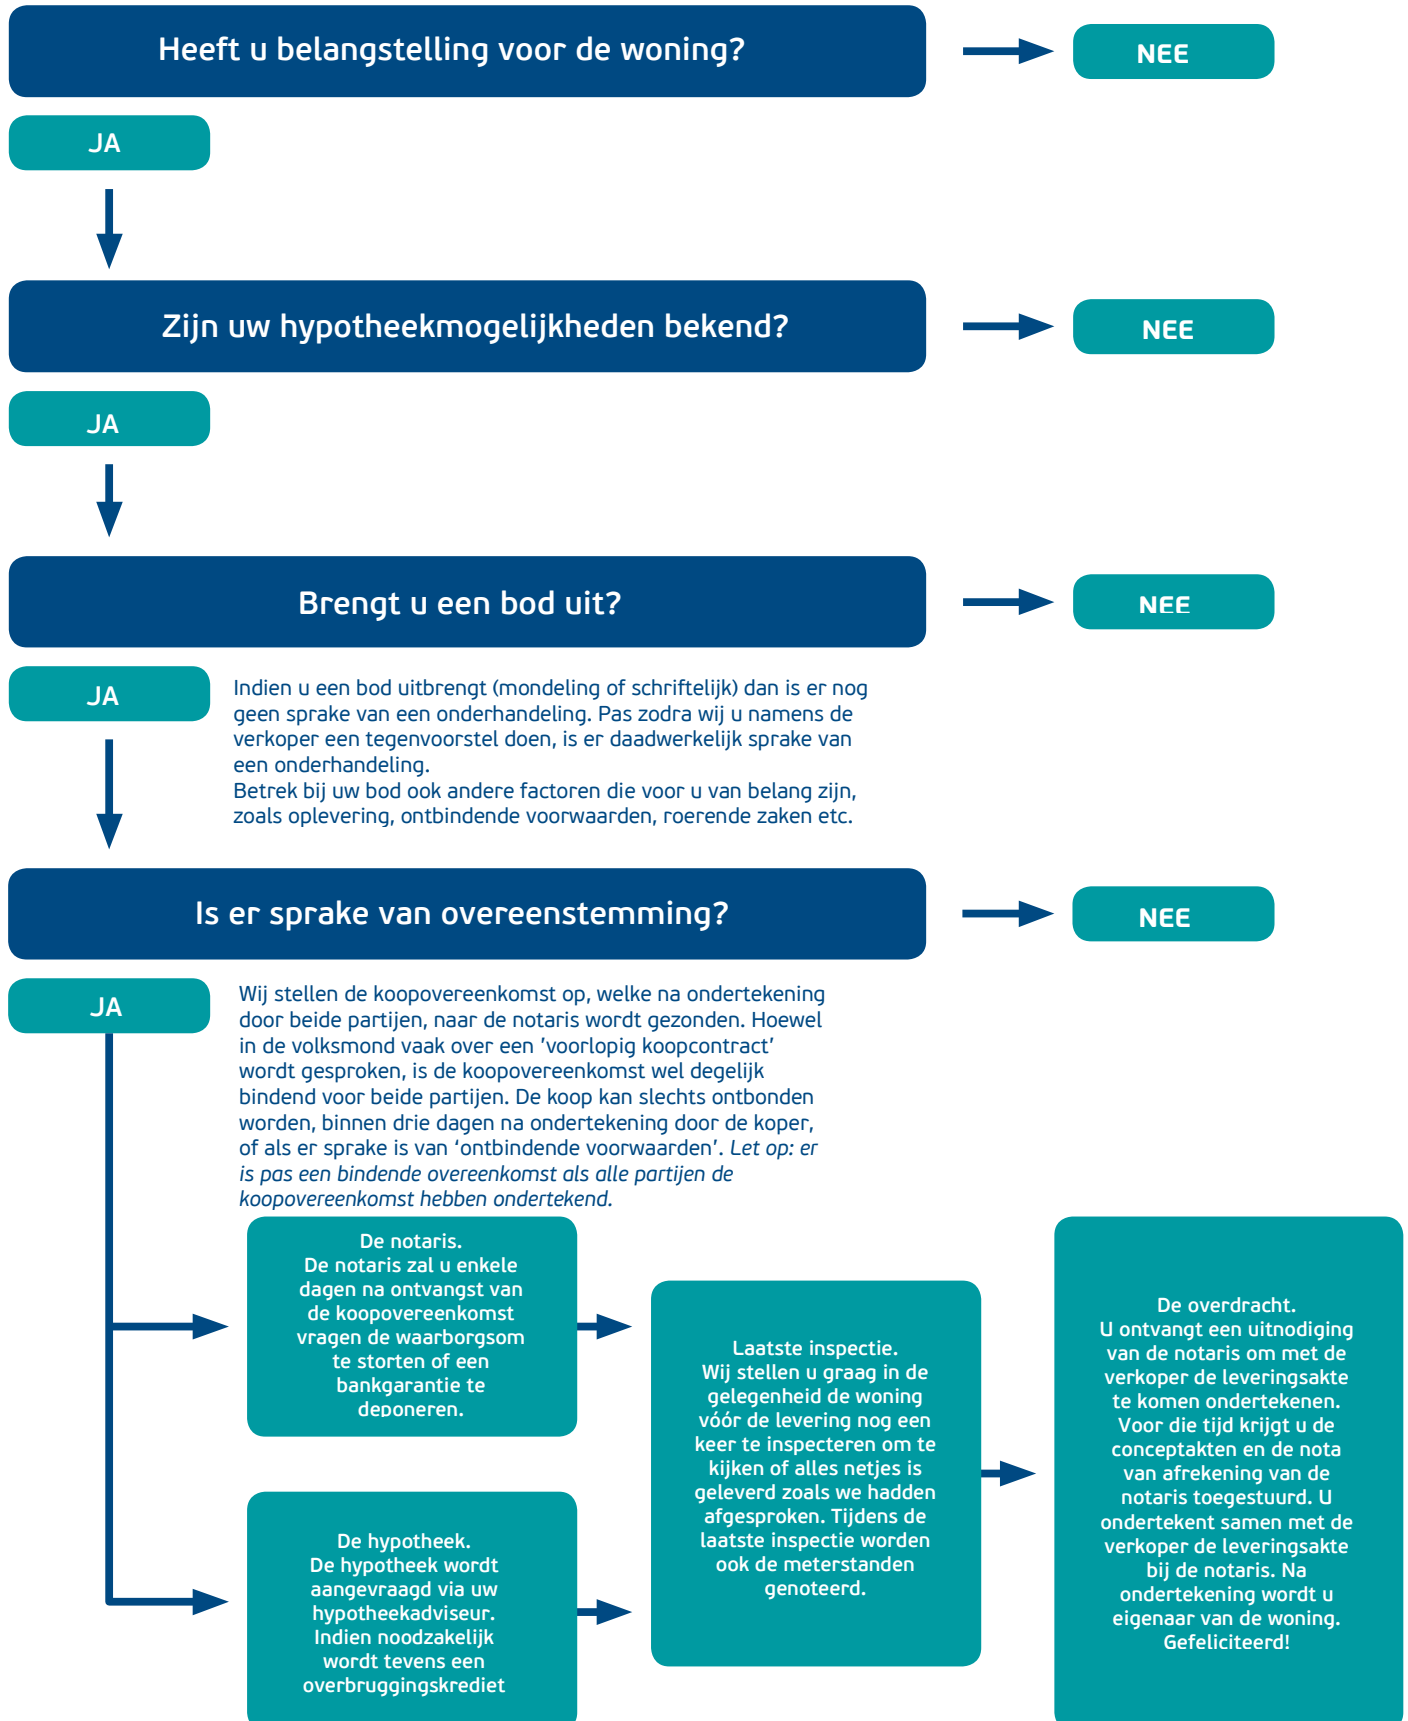 Heeft u belangstelling voor de woning?
NEE
JA
Zijn uw hypotheekmogelijkheden bekend?
NEE
JA
Brengt u een bod uit?
NEE
JA
Indien u een bod uitbrengt (mondeling of schriftelijk) dan is er nog
geen sprake van een onderhandeling. Pas zodra wij u namens de
verkoper een tegenvoorstel doen, is er daadwerkelijk sprake van
een onderhandeling.
Betrek bij uw bod ook andere factoren die voor u van belang zijn,
zoals oplevering, ontbindende voorwaarden, roerende zaken etc.
Is er sprake van overeenstemming?
NEE
JA
Wij stellen de koopovereenkomst op, welke na ondertekening
door beide partijen, naar de notaris wordt gezonden. Hoewel
in de volksmond vaak over een 'voorlopig koopcontract'
wordt gesproken, is de koopovereenkomst wel degelijk
bindend voor beide partijen. De koop kan slechts ontbonden
worden, binnen drie dagen na ondertekening door de koper,
of als er sprake is van ‘ontbindende voorwaarden’. Let op: er
is pas een bindende overeenkomst als alle partijen de
koopovereenkomst hebben ondertekend.
De notaris.
De notaris zal u enkele
dagen na ontvangst van
de koopovereenkomst
vragen de waarborgsom
te storten of een
bankgarantie te
deponeren.
De hypotheek.
De hypotheek wordt
aangevraagd via uw
hypotheekadviseur.
Indien noodzakelijk
wordt tevens een
overbruggingskrediet
Laatste inspectie.
Wij stellen u graag in de
gelegenheid de woning
vóór de levering nog een
keer te inspecteren om te
kijken of alles netjes is
geleverd zoals we hadden
afgesproken. Tijdens de
laatste inspectie worden
ook de meterstanden
genoteerd.
De overdracht.
U ontvangt een uitnodiging
van de notaris om met de
verkoper de leveringsakte
te komen ondertekenen.
Voor die tijd krijgt u de
conceptakten en de nota
van afrekening van de
notaris toegestuurd. U
ondertekent samen met de
verkoper de leveringsakte
bij de notaris. Na
ondertekening wordt u
eigenaar van de woning.
Gefeliciteerd!